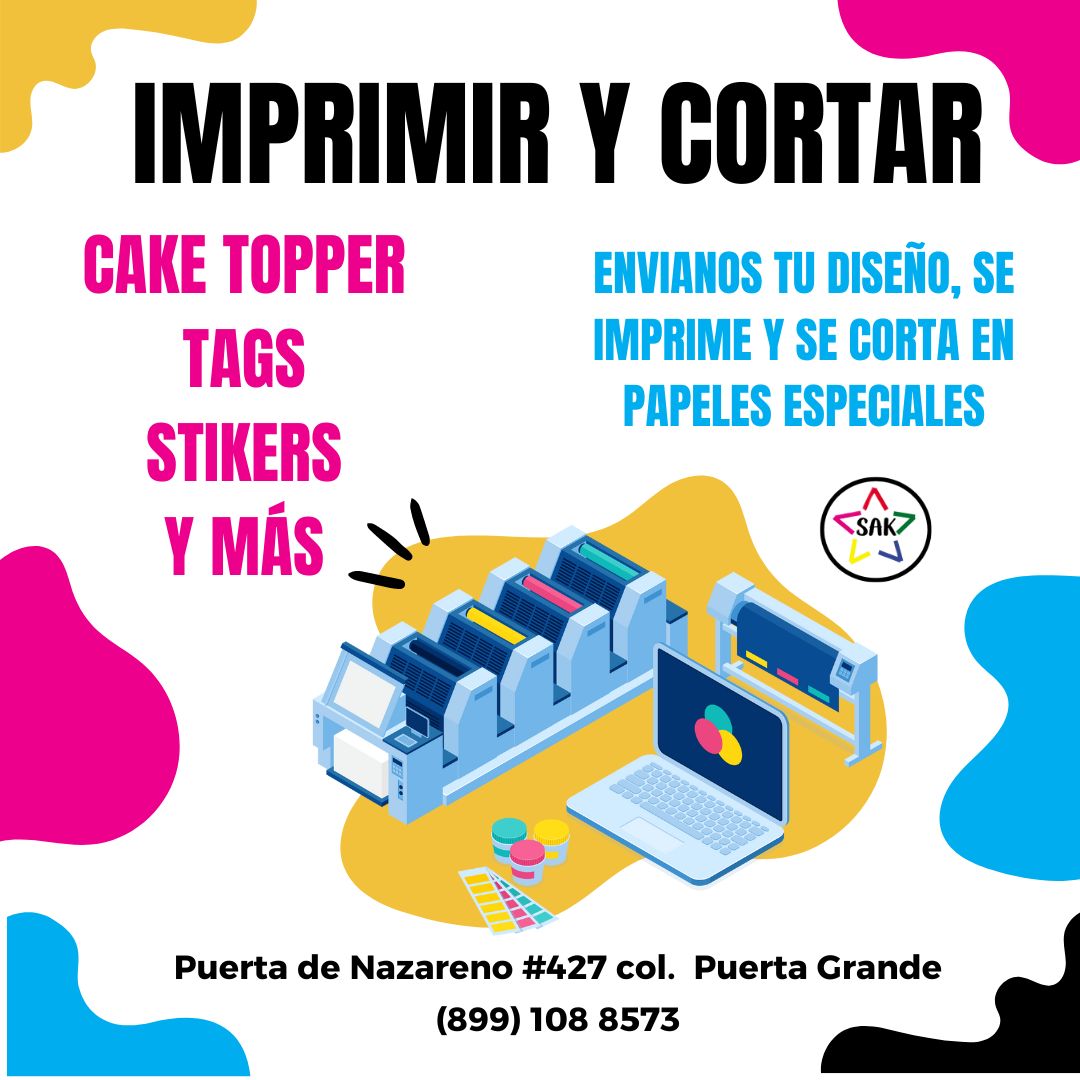 IMPRIMIR Y CORTAR
CAKE TOPPER
TAGS
STIKERS
Y MÁS
ENVIANOS TU DISEÑO, SE
IMPRIME Y SE CORTA EN
PAPELES ESPECIALES
SAK
Puerta de Nazareno #427 col. Puerta Grande
(899) 108 8573